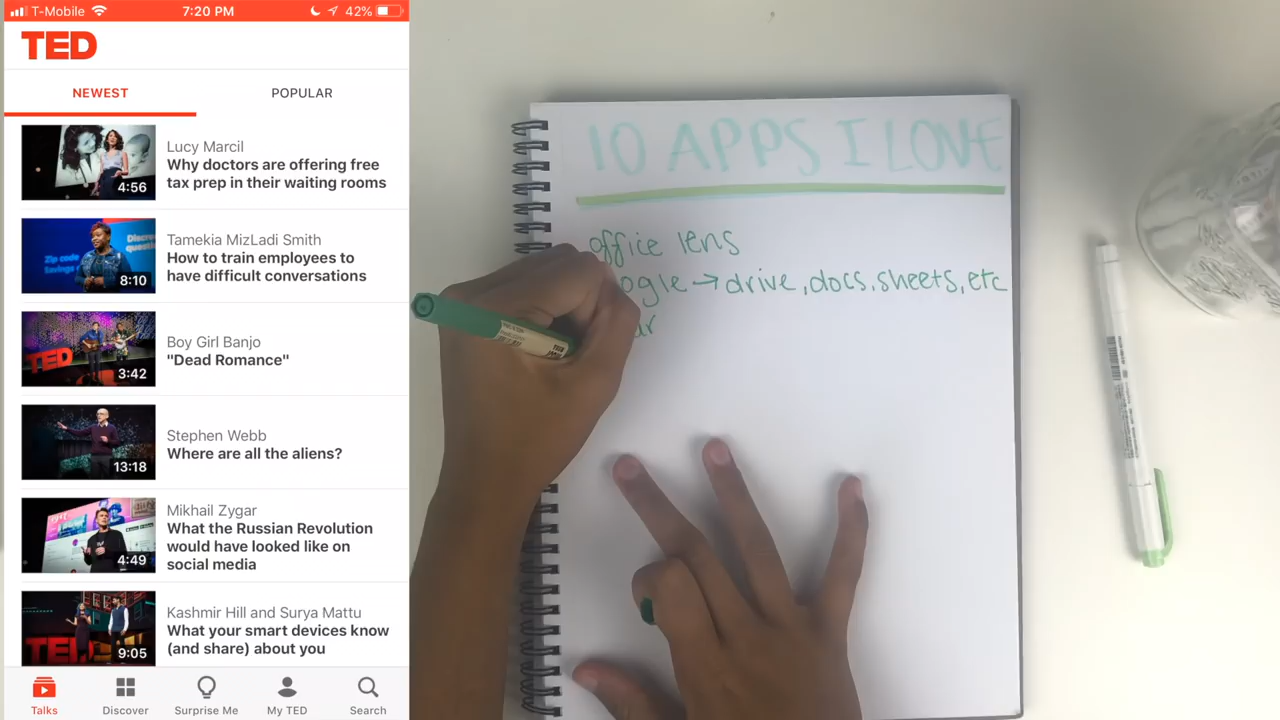 T-Mobile 7:20 PM 42%
TED
NEWEST POPULAR
Lucy Marcil
Why doctors are offering free
tax prep in their waiting rooms
4:56
Tamekia MizLadi Smith
How to train employees to
have difficult conversations
8:10
Boy Girl Banjo
"Dead Romance"
3:42
Stephen Webb
Where are all the aliens?
13:18
Mikhail Zygar
What the Russian Revolution
would have looked like on
social media
4:49
Kashmir Hill and Surya Mattu
What your smart devices know
(and share) about you
9:05
Talks Discover Surprise Me My TED Search
10 APPS I LOVE
office lens
ogle → drive, docs, sheets, etc